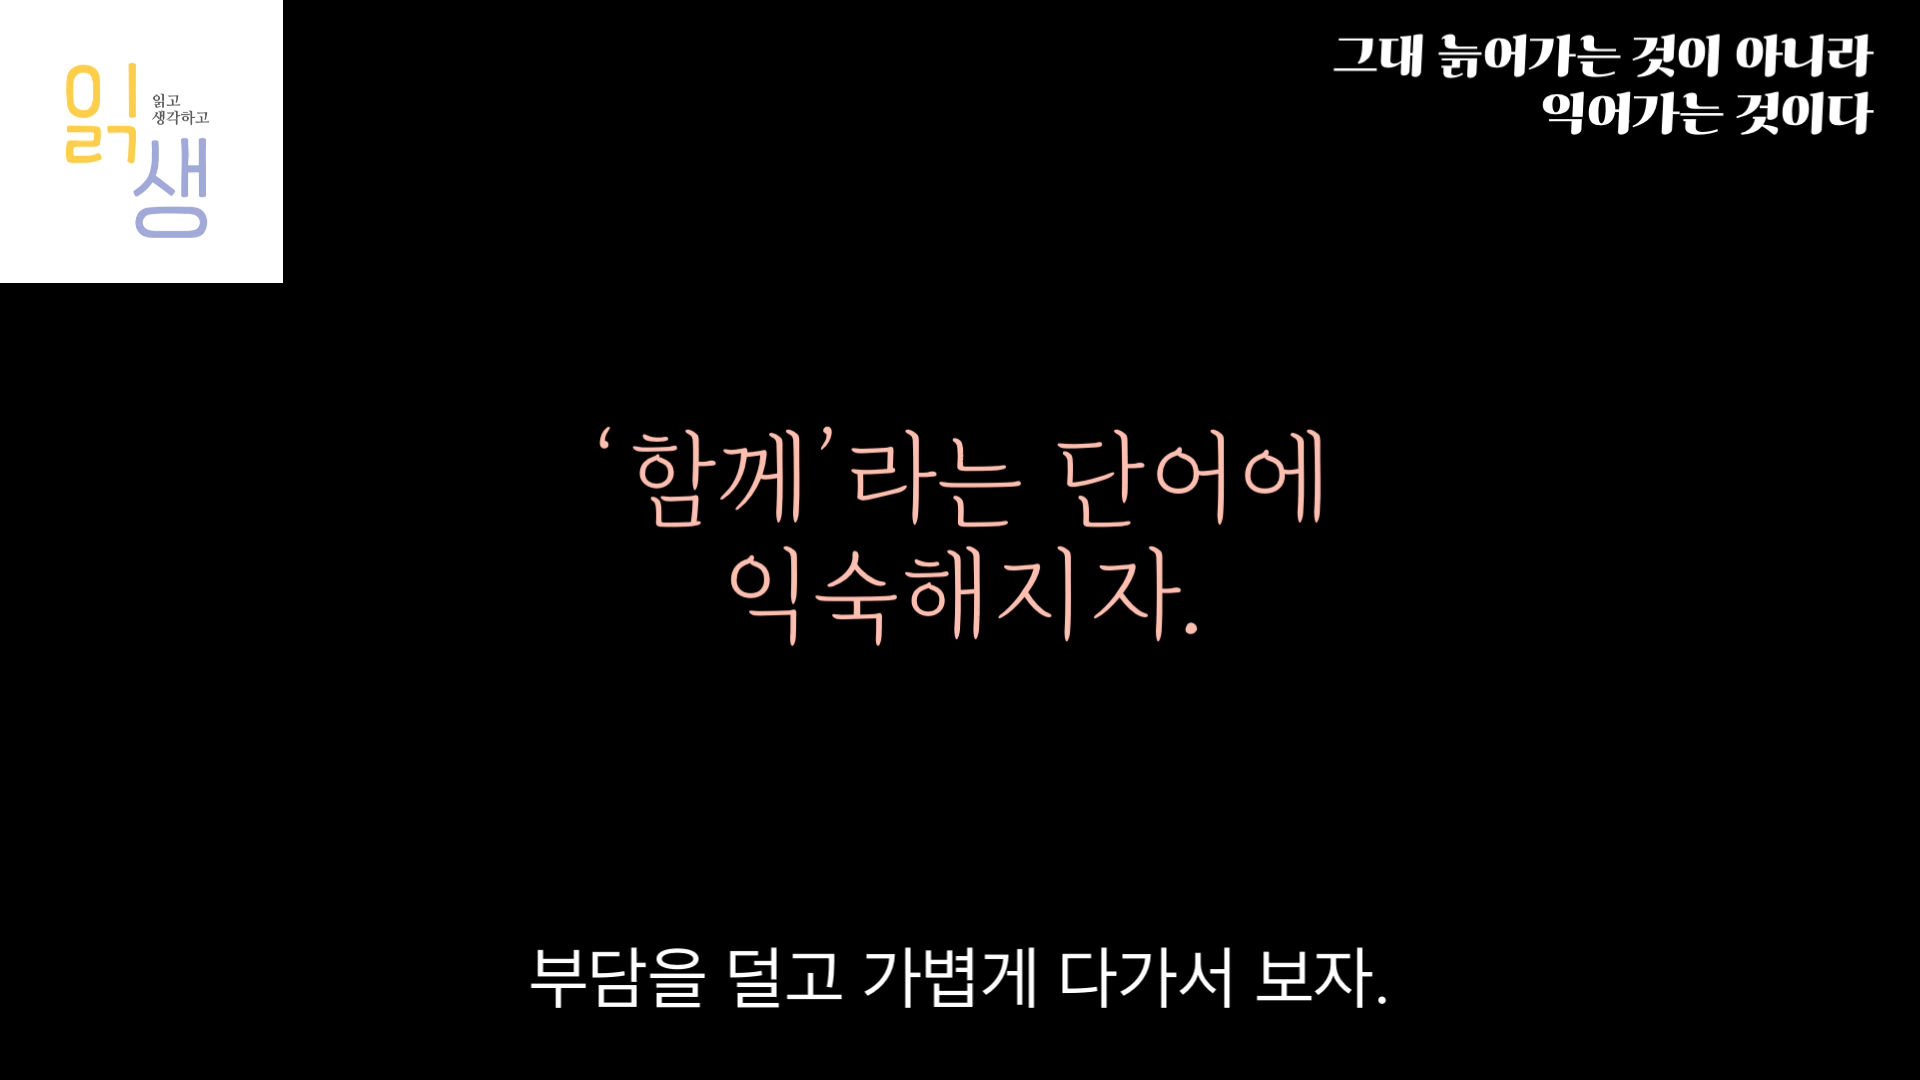 읽
생
읽고
생각하고
그대 늙어가는 것이 아니라
익어가는 것이다
‘함께’라는 단어에
익숙해지자.
부담을 덜고 가볍게 다가서 보자.